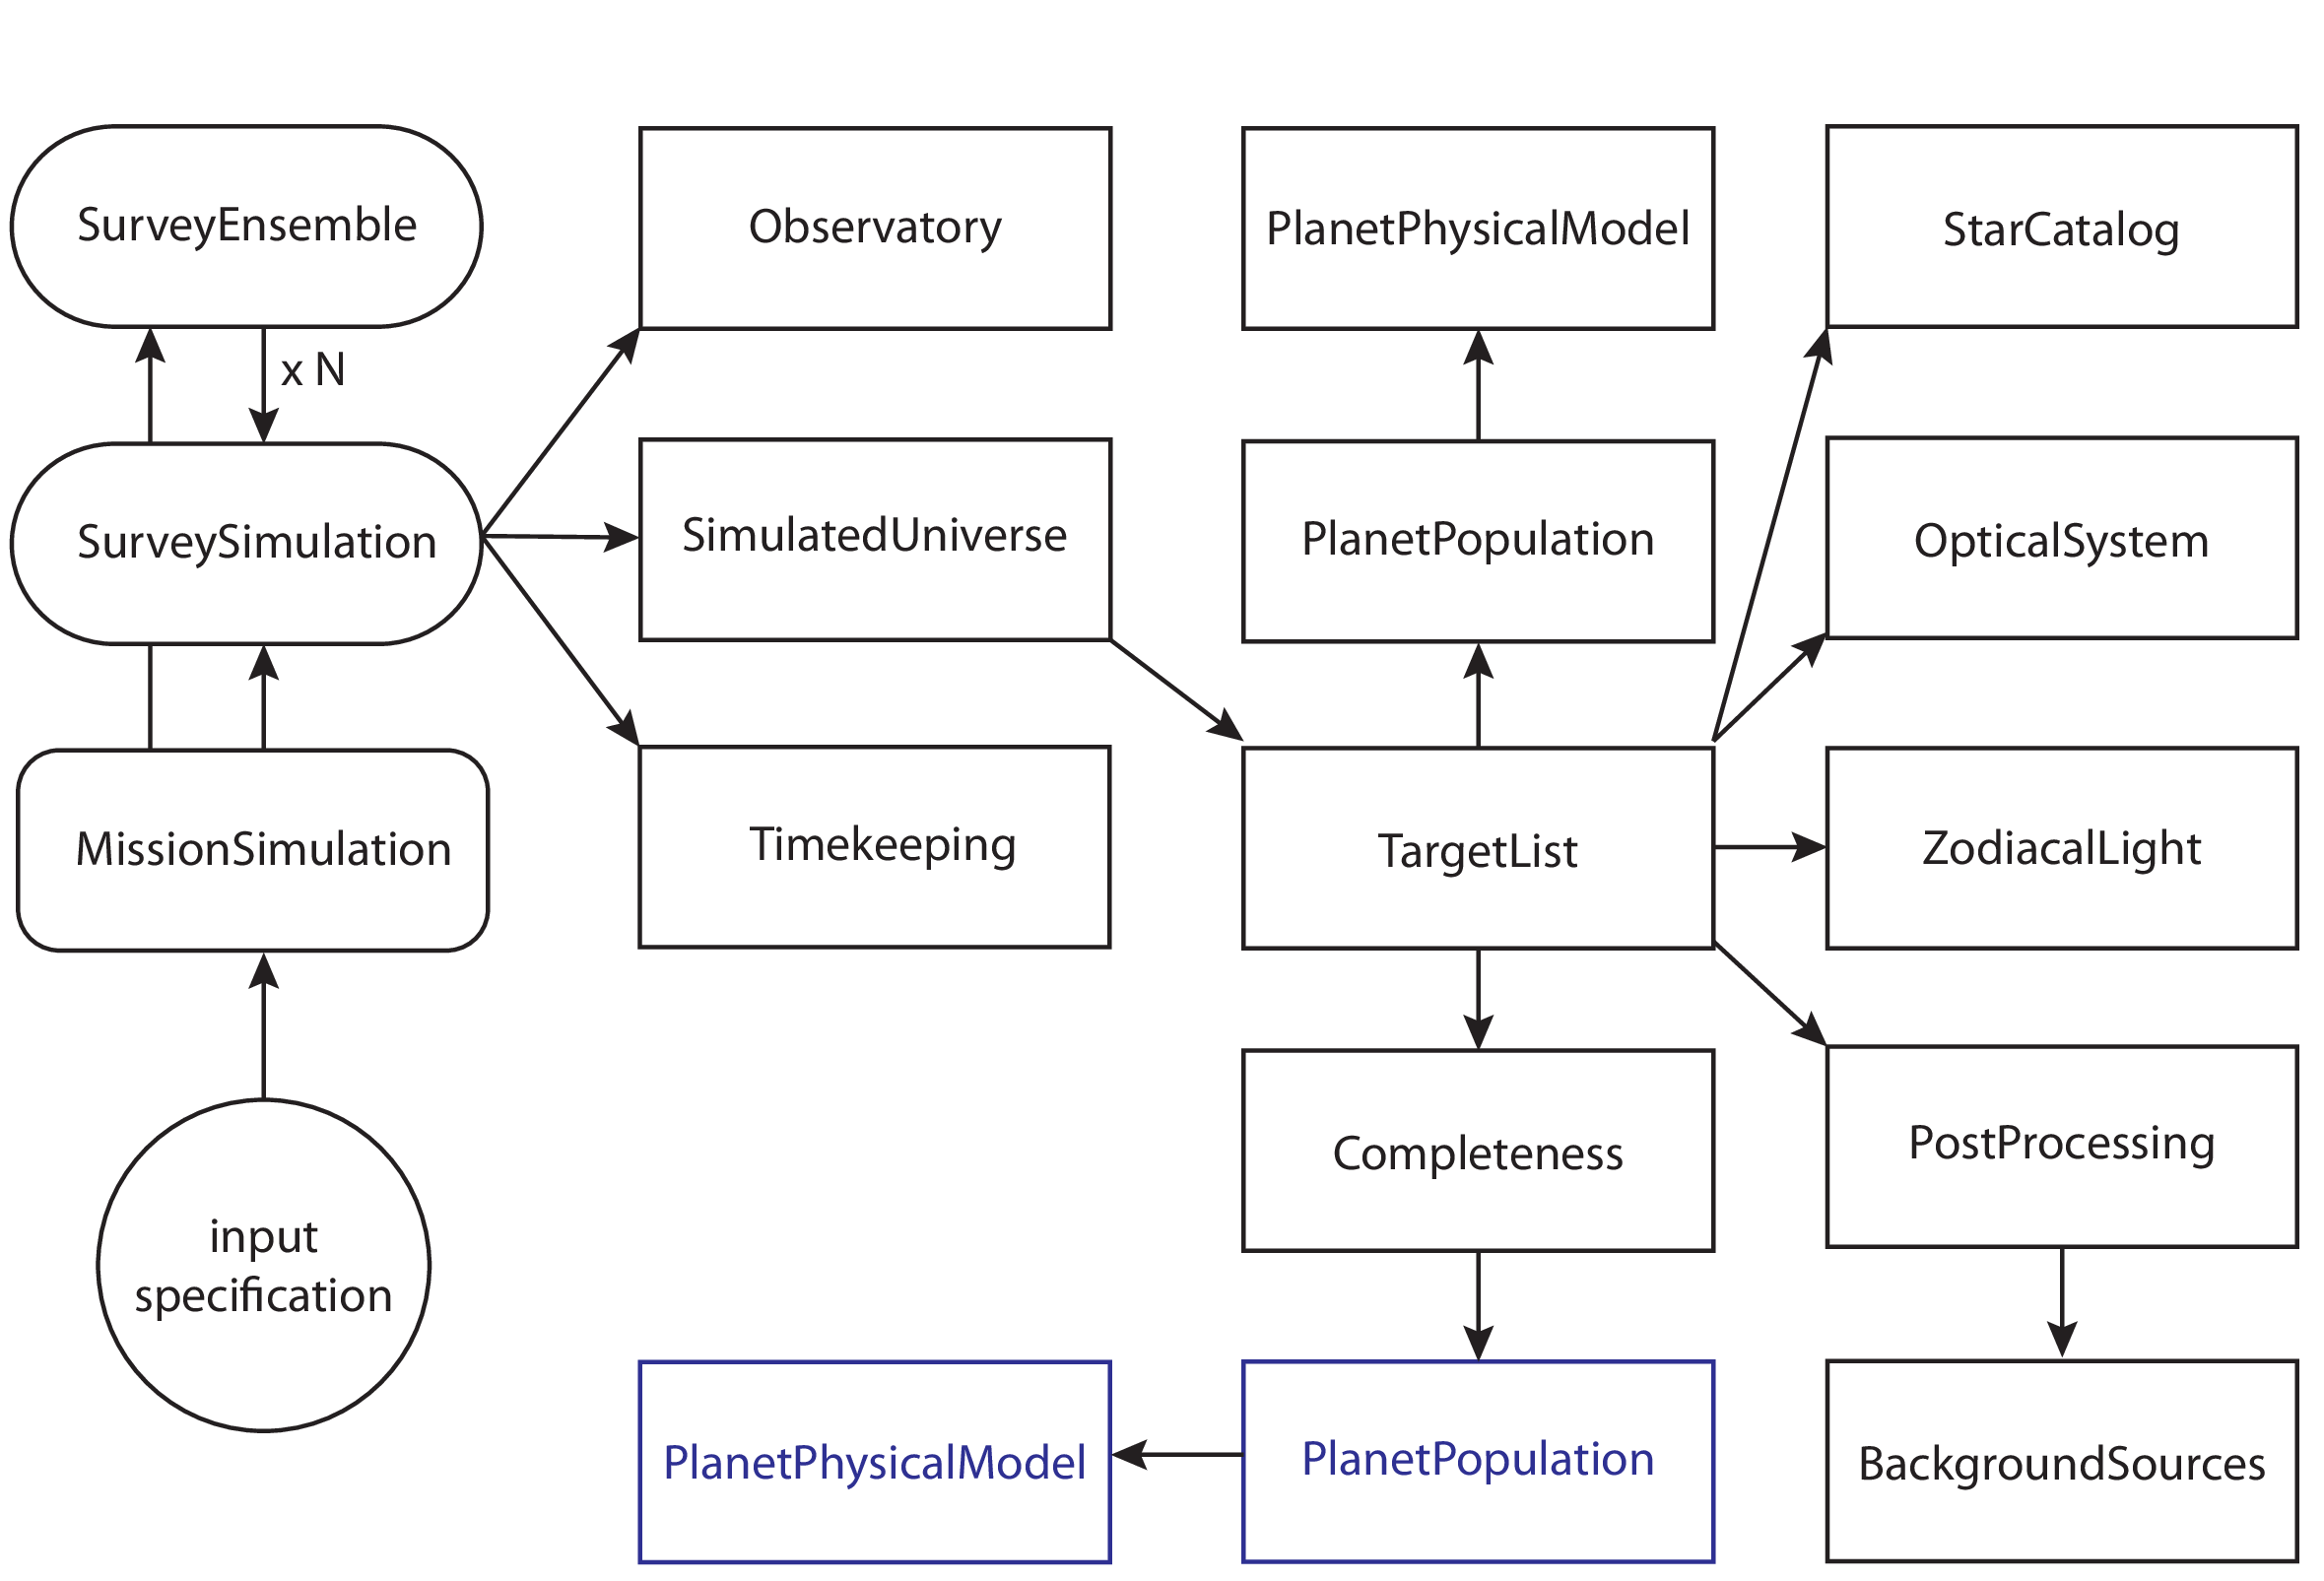 SurveyEnsemble
Observatory
PlanetPhysicalModel
StarCatalog
x N
SurveySimulation
SimulatedUniverse
PlanetPopulation
OpticalSystem
MissionSimulation
Timekeeping
TargetList
ZodiacalLight
Completeness
PostProcessing
input
specification
PlanetPhysicalModel
PlanetPopulation
BackgroundSources